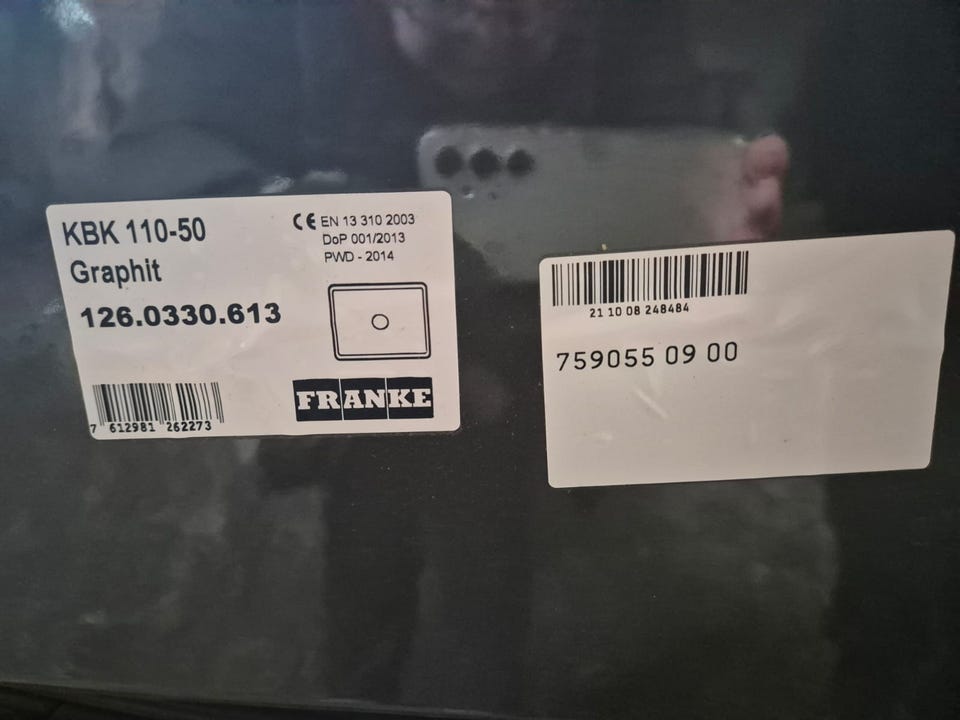 KBK 110-50
Graphit
126.0330.613
CE EN 13 310 2003
DoP 001/2013
PWD - 2014
7 612981 262273
FRANKE
21 10 08 248484
759055 09 00